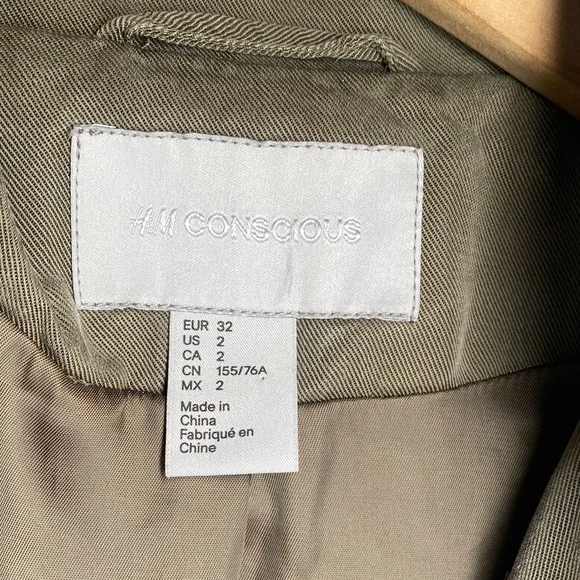 H&M CONSCIOUS
EUR 32
US 2
CA 2
CN 155/76A
MX 2
Made in
China
Fabriqué en
Chine